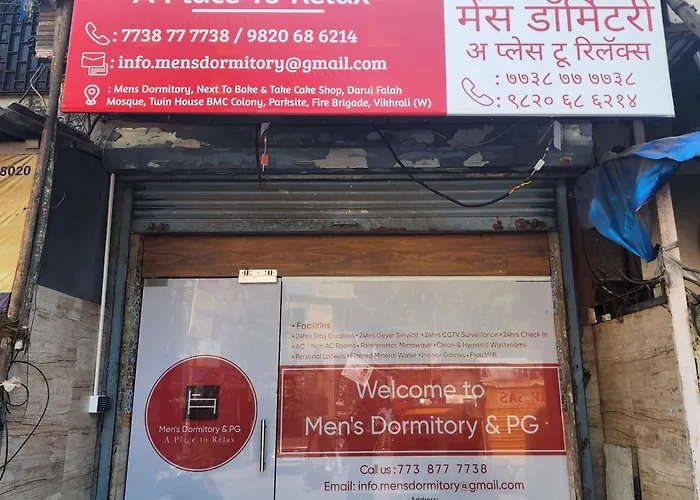 A Place To Relax
: 7738 77 7738 / 9820 68 6214
: info.mensdormitory@gmail.com
: Mens Dormitory, Next To Bake & Take Cake Shop, Darul Falah
Mosque, Twin House BMC Colony, Parksite, Fire Brigade, Vikhroli (W)
मेंस डॉर्मिटरी
अ प्लेस टू रिलॅक्स
: ७७३८ ७७ ७७३८
: ९८२० ६८ ६२१४
8020
• Facilities
• 24hrs Stay Duration • 24hrs Geyer Service • 24hrs CCTV Surveillance • 24hrs Check In
• AC / Non AC Rooms • Refrigerator, Microwave • Clean & Hygienic Washrooms
• Personal Lockers • Filtered Mineral Water • Indoor Games • Free Wifi
Men's Dormitory & PG
A Place to Relax
Welcome to
Men's Dormitory & PG
Call us : 773 877 7738
Email: info.mensdormitory@gmail.com
Address: